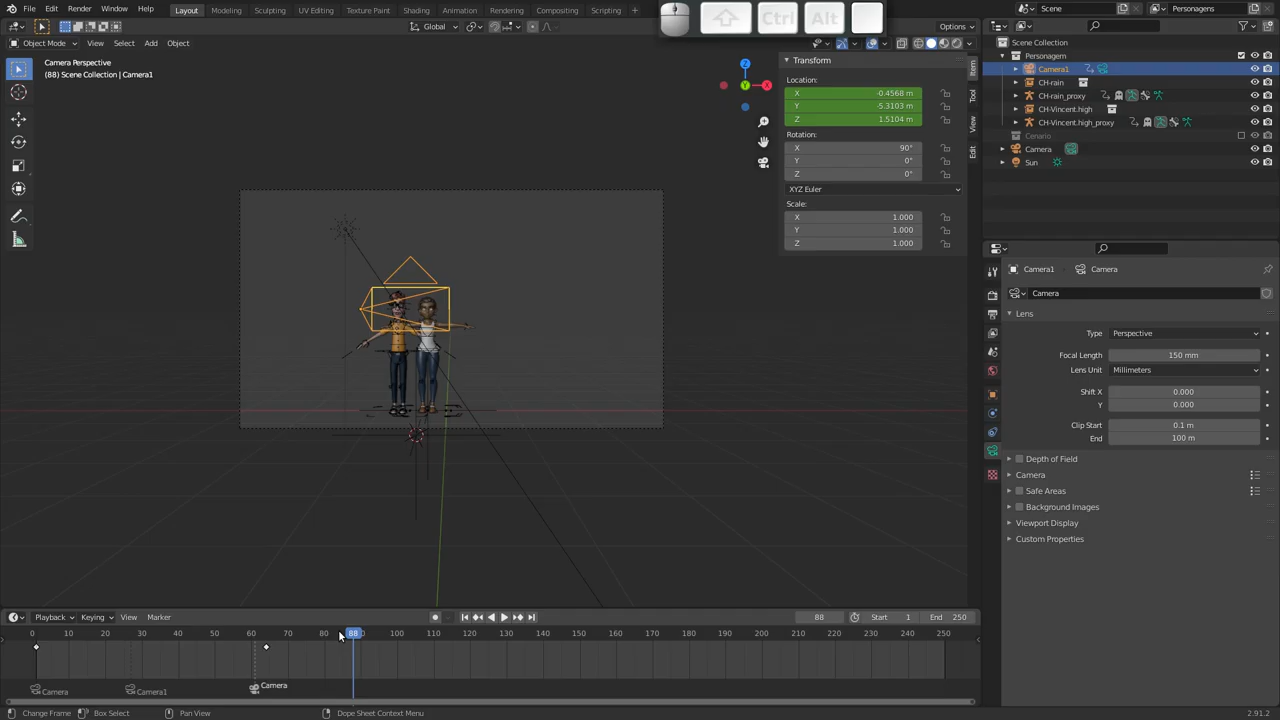 File Edit Render Window Help Layout Modeling Sculpting UV Editing Texture Paint Shading Animation Rendering Compositing Scripting
Shift Ctrl Alt
Scene Personagens
Global Options
Object Mode View Select Add Object
Camera Perspective
(88) Scene Collection | Camera1
Transform
Location:
X -0.4568 m
Y -5.3103 m
Z 1.5104 m
Rotation:
X 90°
Y 0°
Z 0°
XYZ Euler
Scale:
X 1.000
Y 1.000
Z 1.000
Item
Tool
View
Edit
X
Y
Z
Scene Collection
Personagem
Camera1
CH-rain
CH-rain_proxy
CH-Vincent.high
CH-Vincent.high_proxy
Cenario
Camera
Sun
Camera1 Camera
Camera
Lens
Type Perspective
Focal Length 150 mm
Lens Unit Millimeters
Shift X 0.000
Y 0.000
Clip Start 0.1 m
End 100 m
Depth of Field
Camera
Safe Areas
Background Images
Viewport Display
Custom Properties
Playback Keying View Marker 88 Start 1 End 250
0 10 20 30 40 50 60 70 80 88 100 110 120 130 140 150 160 170 180 190 200 210 220 230 240 250
Camera Camera1 Camera
Change Frame Box Select Pan View Dope Sheet Context Menu 2.91.2